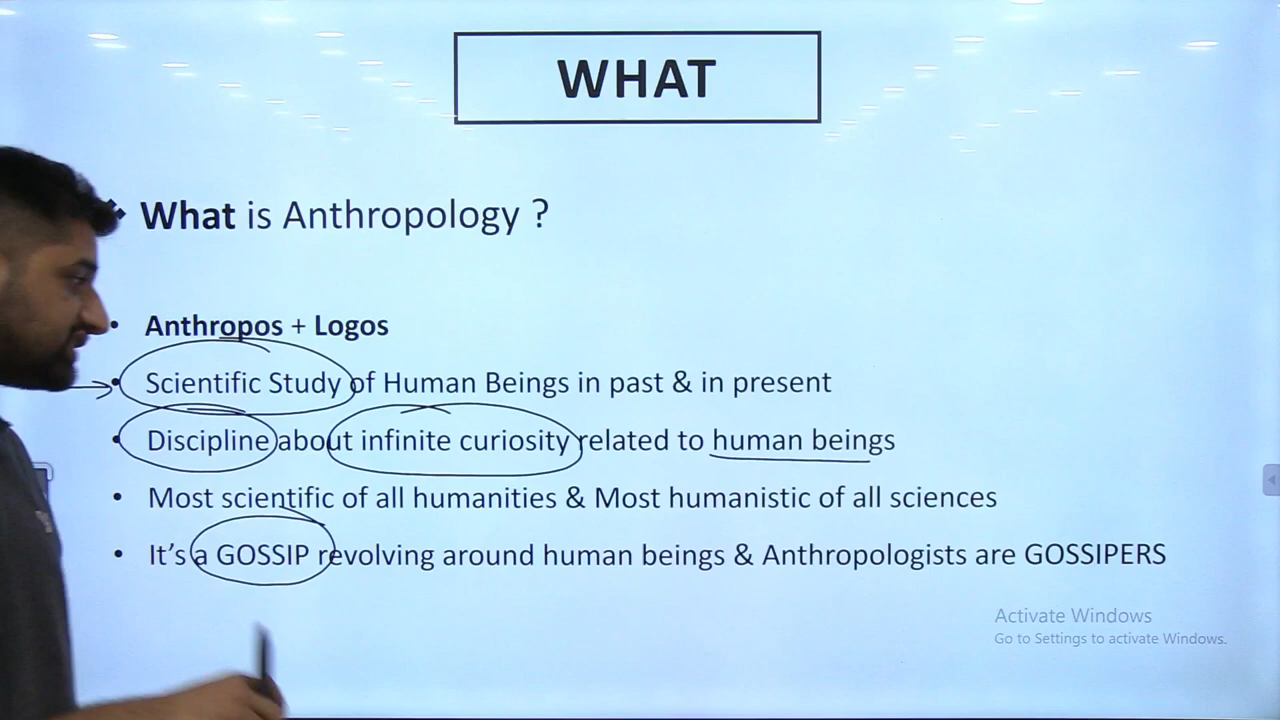 WHAT
What is Anthropology ?
Anthropos + Logos
Scientific Study of Human Beings in past & in present
Discipline about infinite curiosity related to human beings
Most scientific of all humanities & Most humanistic of all sciences
It's a GOSSIP revolving around human beings & Anthropologists are GOSSIPERS
Activate Windows
Go to Settings to activate Windows.